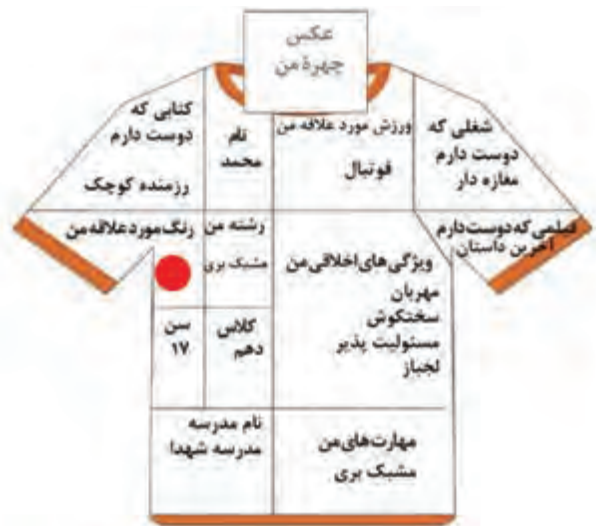 عکس
چهرهٔ من
شغلی که
دوست دارم
مغازه دار
ورزش مورد علاقه من
فوتبال
نام
محمد
کتابی که
دوست دارم
رزمنده کوچک
فیلمی که دوست دارم
آخرین داستان
ویژگی های اخلاقی من
مهربان
سختکوش
مسئولیت پذیر
لجباز
رشته من
مشبک بری
رنگ مورد علاقه من
کلاس
دهم
سن
۱۷
مهارت های من
مشبک بری
نام مدرسه
مدرسه شهدا